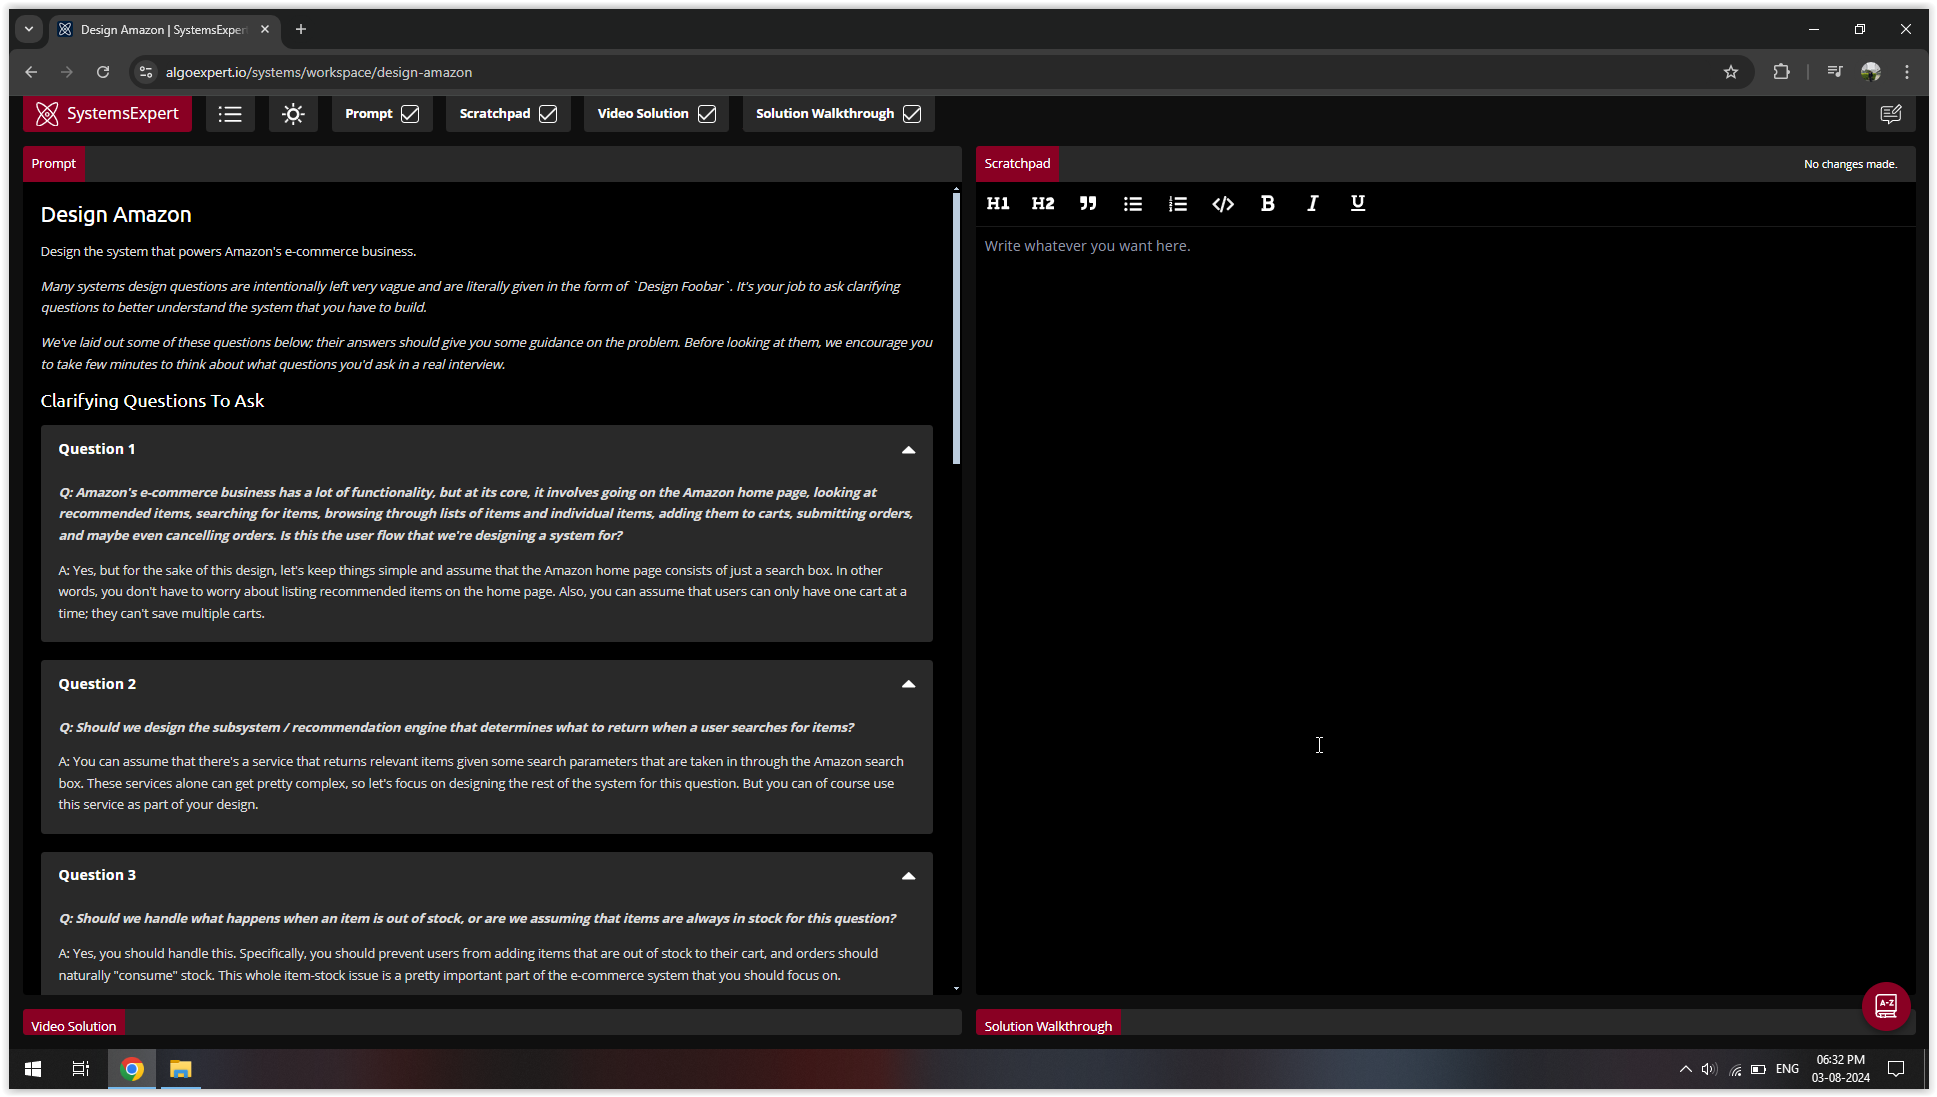 Design Amazon | SystemsExper
algoexpert.io/systems/workspace/design-amazon
SystemsExpert
Prompt
Scratchpad
Video Solution
Solution Walkthrough
Prompt
Design Amazon
Design the system that powers Amazon's e-commerce business.
Many systems design questions are intentionally left very vague and are literally given in the form of `Design Foobar`. It's your job to ask clarifying
questions to better understand the system that you have to build.
We've laid out some of these questions below; their answers should give you some guidance on the problem. Before looking at them, we encourage you
to take few minutes to think about what questions you'd ask in a real interview.
Clarifying Questions To Ask
Question 1
Q: Amazon's e-commerce business has a lot of functionality, but at its core, it involves going on the Amazon home page, looking at
recommended items, searching for items, browsing through lists of items and individual items, adding them to carts, submitting orders,
and maybe even cancelling orders. Is this the user flow that we're designing a system for?
A: Yes, but for the sake of this design, let's keep things simple and assume that the Amazon home page consists of just a search box. In other
words, you don't have to worry about listing recommended items on the home page. Also, you can assume that users can only have one cart at a
time; they can't save multiple carts.
Question 2
Q: Should we design the subsystem / recommendation engine that determines what to return when a user searches for items?
A: You can assume that there's a service that returns relevant items given some search parameters that are taken in through the Amazon search
box. These services alone can get pretty complex, so let's focus on designing the rest of the system for this question. But you can of course use
this service as part of your design.
Question 3
Q: Should we handle what happens when an item is out of stock, or are we assuming that items are always in stock for this question?
A: Yes, you should handle this. Specifically, you should prevent users from adding items that are out of stock to their cart, and orders should
naturally "consume" stock. This whole item-stock issue is a pretty important part of the e-commerce system that you should focus on.
Scratchpad
No changes made.
H1 H2 B I U
Write whatever you want here.
A-Z
Video Solution
Solution Walkthrough
ENG
06:32 PM
03-08-2024